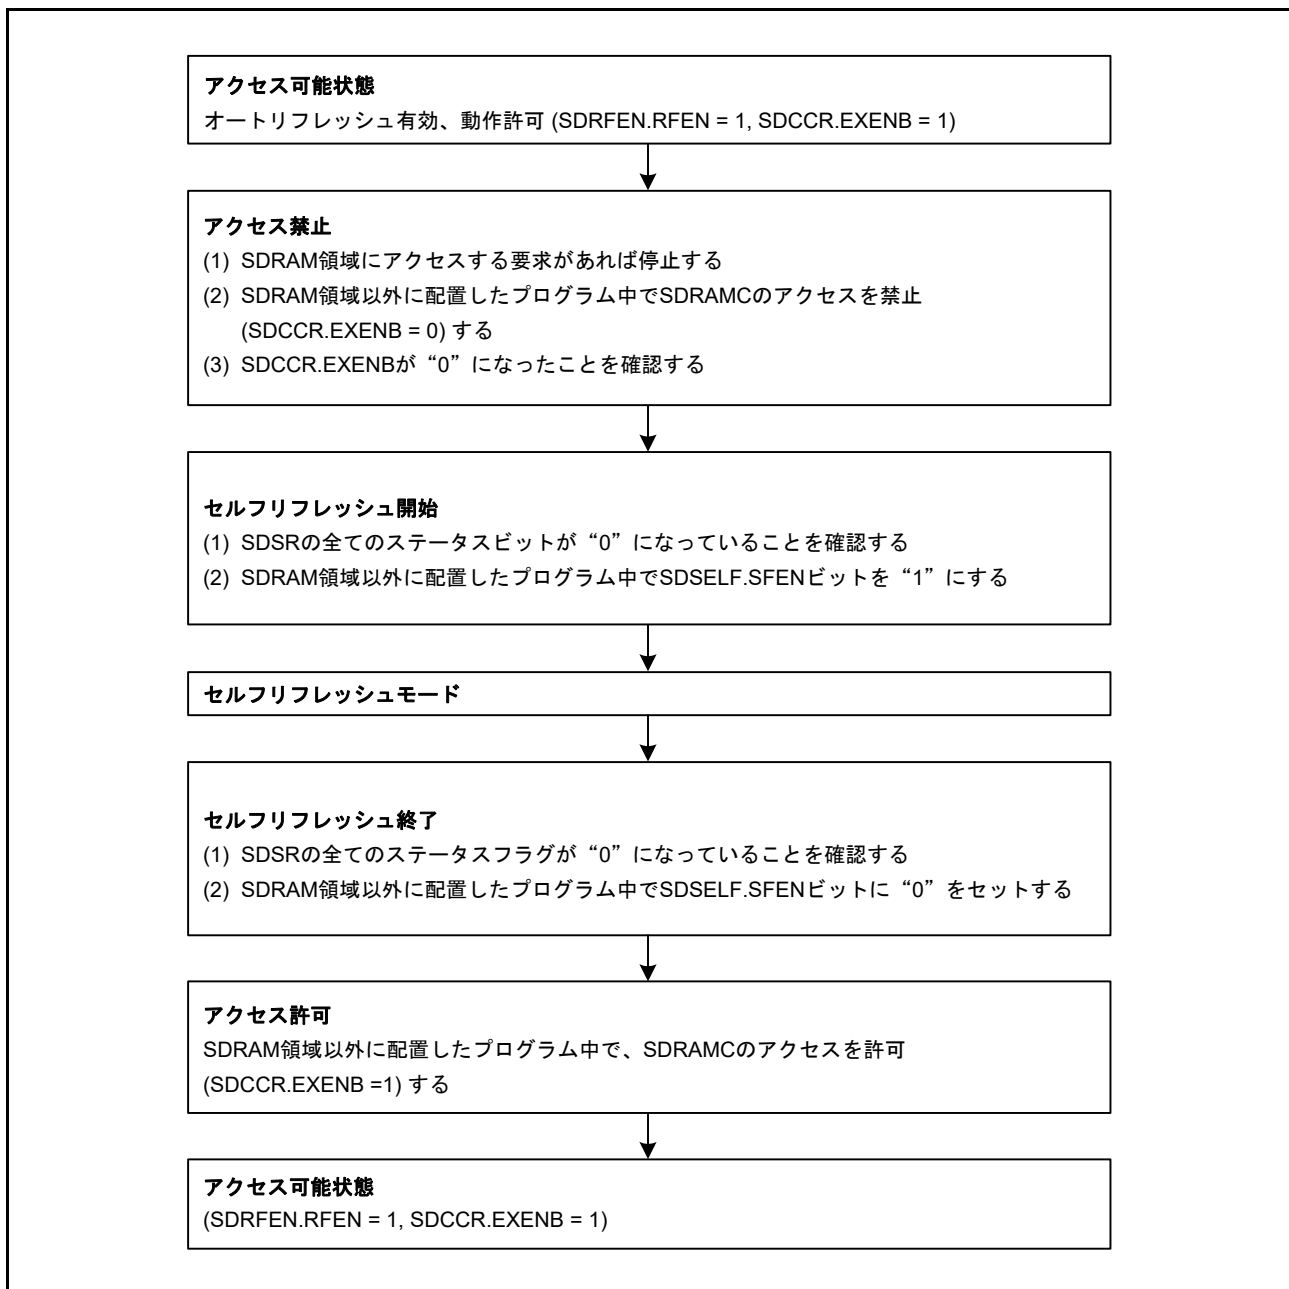 アクセス可能状態
オートリフレッシュ有効、動作許可 (SDRFEN.RFEN = 1, SDCCR.EXENB = 1)
アクセス禁止
(1) SDRAM領域にアクセスする要求があれば停止する
(2) SDRAM領域以外に配置したプログラム中でSDRAMCのアクセスを禁止
(SDCCR.EXENB = 0) する
(3) SDCCR.EXENBが“0”になったことを確認する
セルフリフレッシュ開始
(1) SDSRの全てのステータスビットが“0”になっていることを確認する
(2) SDRAM領域以外に配置したプログラム中でSDSELF.SFENビットを“1”にする
セルフリフレッシュモード
セルフリフレッシュ終了
(1) SDSRの全てのステータスフラグが“0”になっていることを確認する
(2) SDRAM領域以外に配置したプログラム中でSDSELF.SFENビットに“0”をセットする
アクセス許可
SDRAM領域以外に配置したプログラム中で、SDRAMCのアクセスを許可
(SDCCR.EXENB =1) する
アクセス可能状態
(SDRFEN.RFEN = 1, SDCCR.EXENB = 1)